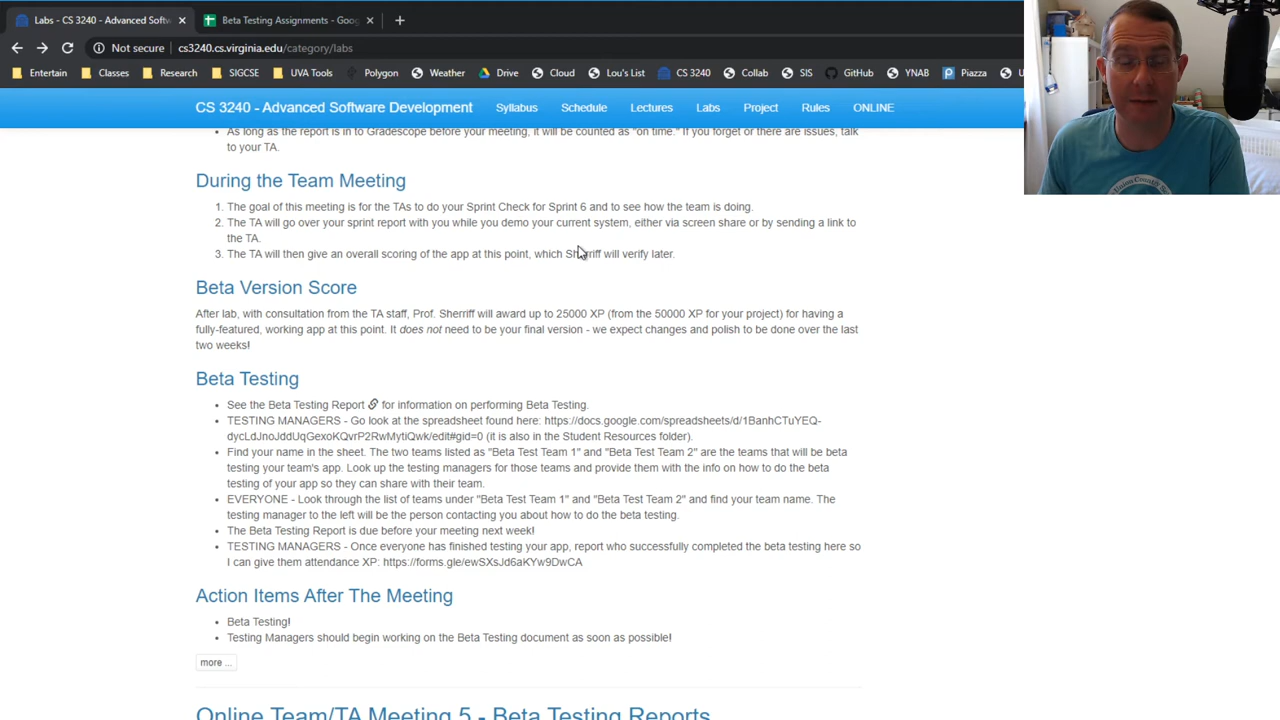 Labs - CS 3240 - Advanced Softw
Beta Testing Assignments - Goog
Not secure
cs3240.cs.virginia.edu/category/labs
Entertain
Classes
Research
SIGCSE
UVA Tools
Polygon
Weather
Drive
Cloud
Lou's List
CS 3240
Collab
SIS
GitHub
YNAB
Piazza
CS 3240 - Advanced Software Development
Syllabus
Schedule
Lectures
Labs
Project
Rules
ONLINE
As long as the report is in to Gradescope before your meeting, it will be counted as "on time." If you forget or there are issues, talk
to your TA.
During the Team Meeting
1. The goal of this meeting is for the TAs to do your Sprint Check for Sprint 6 and to see how the team is doing.
2. The TA will go over your sprint report with you while you demo your current system, either via screen share or by sending a link to
the TA.
3. The TA will then give an overall scoring of the app at this point, which Sherriff will verify later.
Beta Version Score
After lab, with consultation from the TA staff, Prof. Sherriff will award up to 25000 XP (from the 50000 XP for your project) for having a
fully-featured, working app at this point. It does not need to be your final version - we expect changes and polish to be done over the last
two weeks!
Beta Testing
See the Beta Testing Report for information on performing Beta Testing.
TESTING MANAGERS - Go look at the spreadsheet found here: https://docs.google.com/spreadsheets/d/1BanhCTuYEQ-
dycLdJnoJddUqGexoKQvrP2RwMytiQwk/edit#gid=0 (it is also in the Student Resources folder).
Find your name in the sheet. The two teams listed as "Beta Test Team 1" and "Beta Test Team 2" are the teams that will be beta
testing your team's app. Look up the testing managers for those teams and provide them with the info on how to do the beta
testing of your app so they can share with their team.
EVERYONE - Look through the list of teams under "Beta Test Team 1" and "Beta Test Team 2" and find your team name. The
testing manager to the left will be the person contacting you about how to do the beta testing.
The Beta Testing Report is due before your meeting next week!
TESTING MANAGERS - Once everyone has finished testing your app, report who successfully completed the beta testing here so
I can give them attendance XP: https://forms.gle/ewSXsJd6aKYw9DwCA
Action Items After The Meeting
Beta Testing!
Testing Managers should begin working on the Beta Testing document as soon as possible!
more ...
Online Team/TA Meeting 5 - Beta Testing Reports